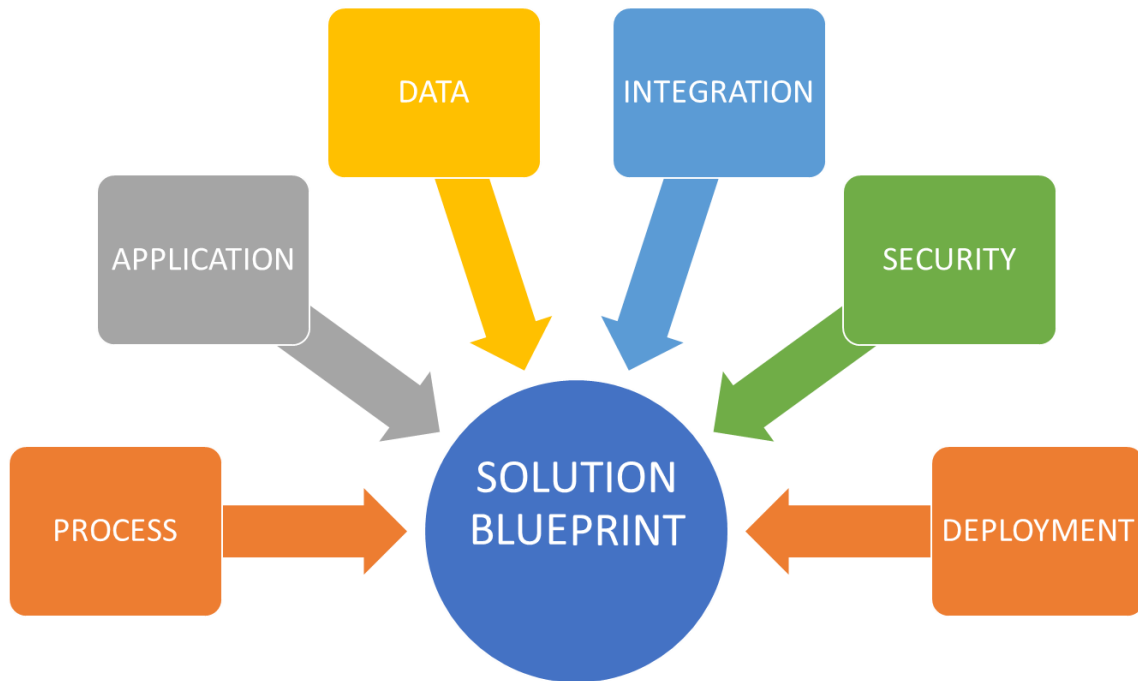 DATA
INTEGRATION
APPLICATION
SECURITY
PROCESS
SOLUTION
BLUEPRINT
DEPLOYMENT